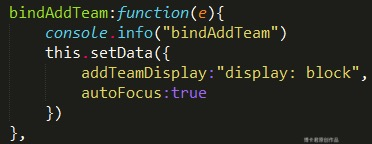 bindAddTeam:function(e){
    console.info("bindAddTeam")
    this.setData({
        addTeamDisplay:"display: block",
        autoFocus:true
    })
},